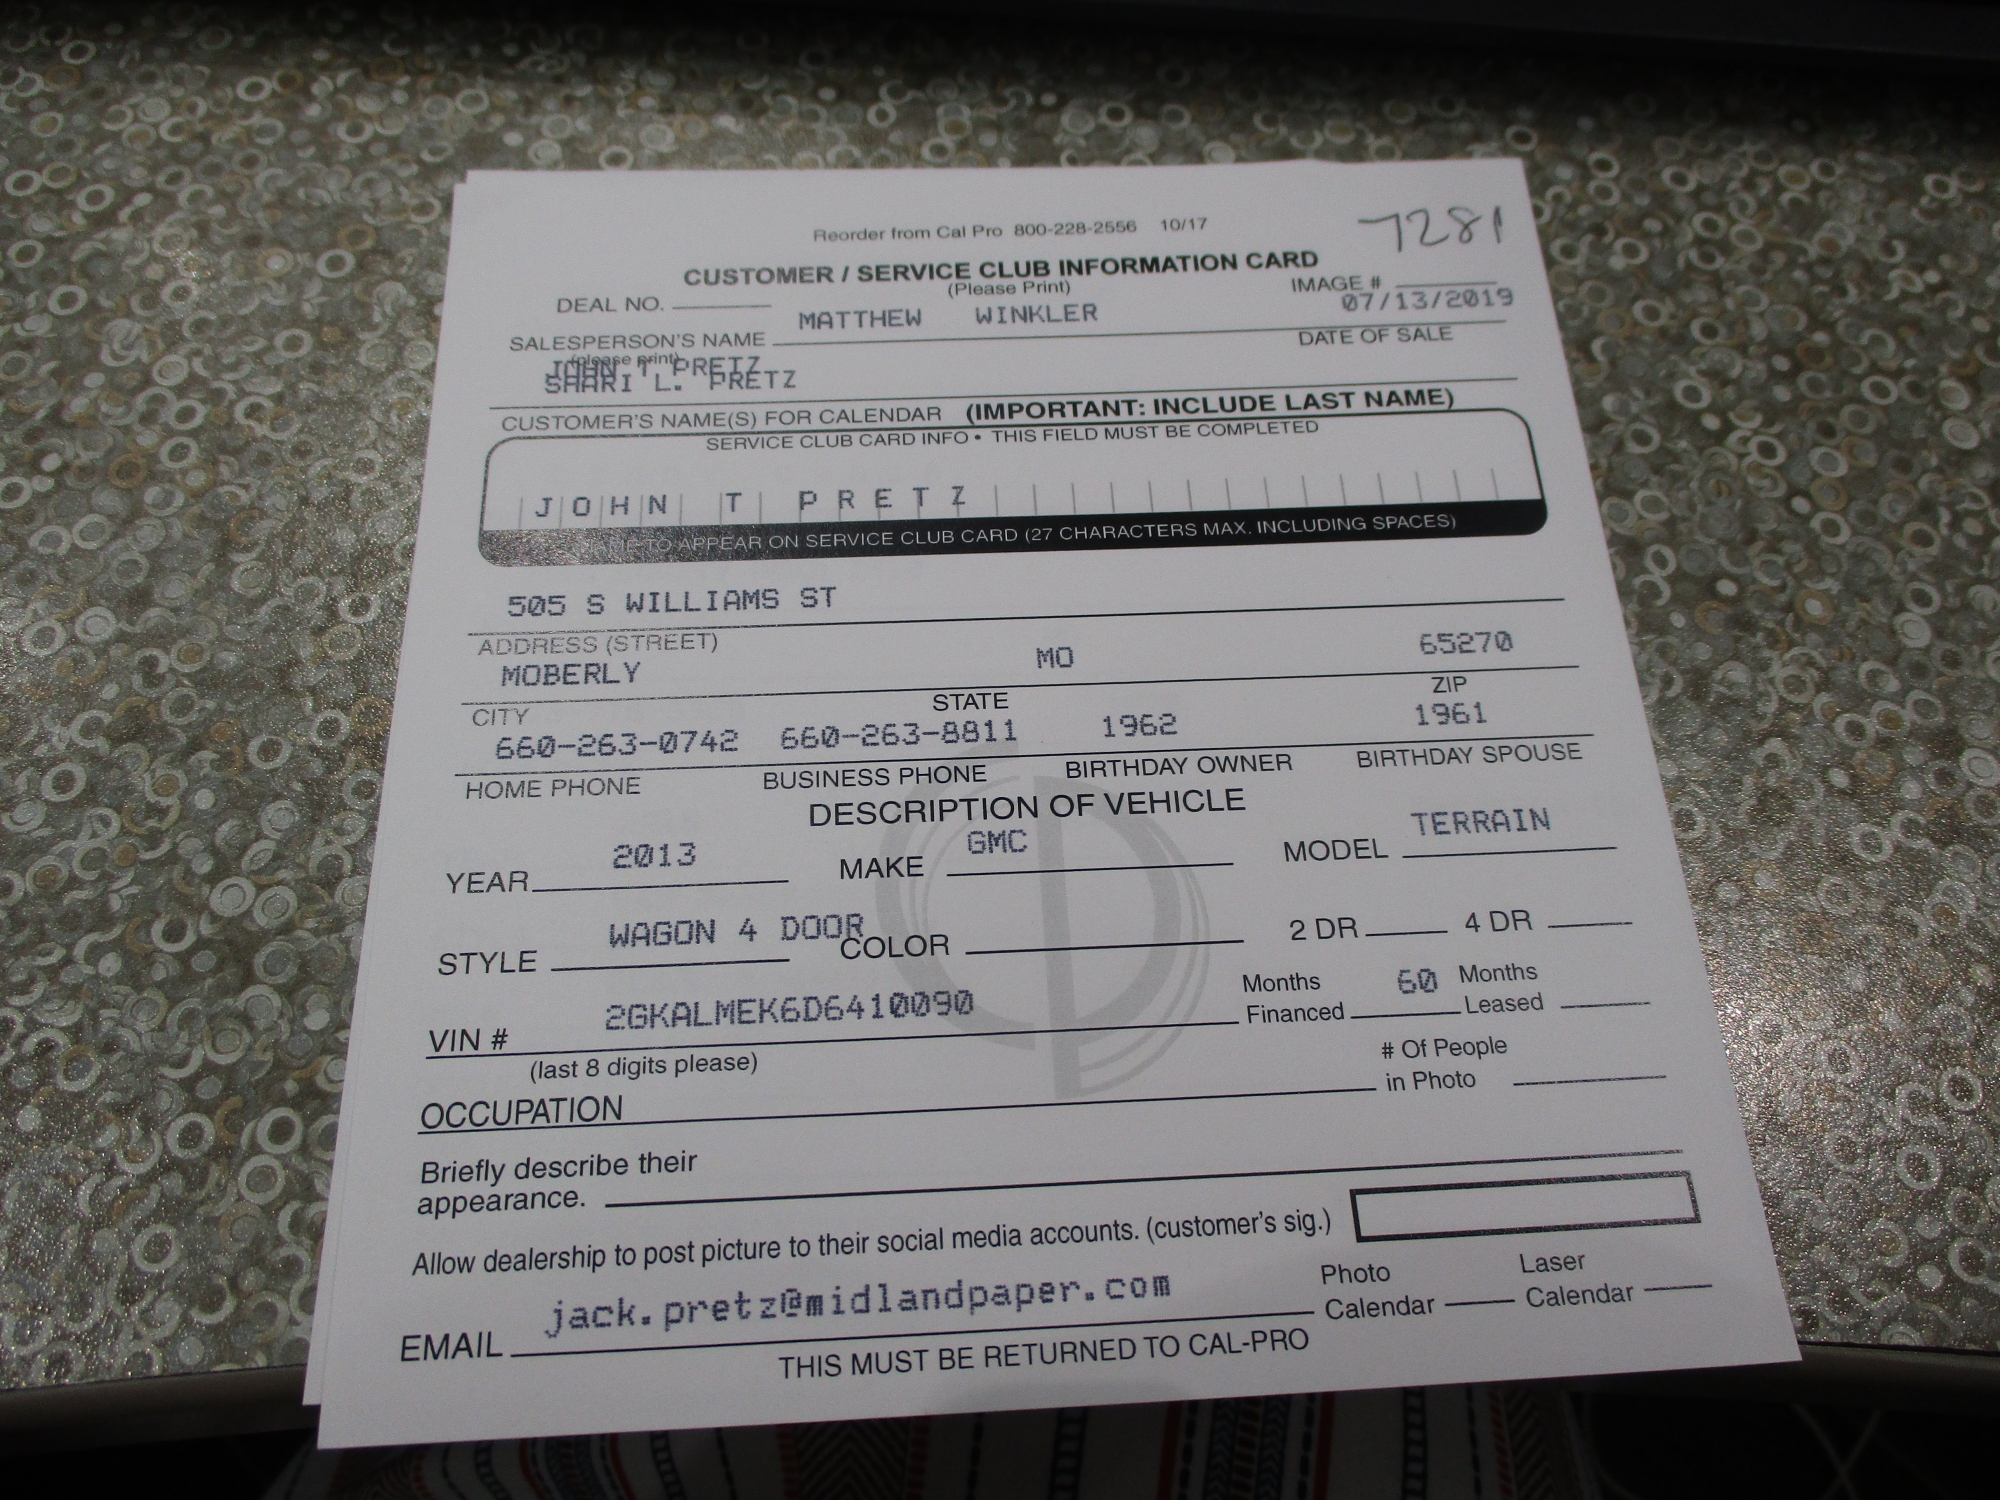 Reorder from Cal Pro 800-228-2556 10/17
7281
CUSTOMER / SERVICE CLUB INFORMATION CARD
(Please Print)
DEAL NO. IMAGE #
MATTHEW WINKLER 07/13/2019
SALESPERSON'S NAME DATE OF SALE
(please print)
JOHN T PRETZ
SHARI L. PRETZ
CUSTOMER'S NAME(S) FOR CALENDAR (IMPORTANT: INCLUDE LAST NAME)
SERVICE CLUB CARD INFO • THIS FIELD MUST BE COMPLETED
JOHN T PRETZ
NAME TO APPEAR ON SERVICE CLUB CARD (27 CHARACTERS MAX. INCLUDING SPACES)
505 S WILLIAMS ST
ADDRESS (STREET)
MOBERLY MO 65270
CITY STATE ZIP
660-263-0742 660-263-8811 1962 1961
HOME PHONE BUSINESS PHONE BIRTHDAY OWNER BIRTHDAY SPOUSE
DESCRIPTION OF VEHICLE
YEAR 2013 MAKE GMC MODEL TERRAIN
STYLE WAGON 4 DOOR COLOR 2 DR 4 DR
VIN # 2GKALMEK6D6410090 Months Financed 60 Months Leased
(last 8 digits please)
OCCUPATION # Of People in Photo
Briefly describe their
appearance.
Allow dealership to post picture to their social media accounts. (customer's sig.)
EMAIL jack.pretz@midlandpaper.com Photo Calendar Laser Calendar
THIS MUST BE RETURNED TO CAL-PRO